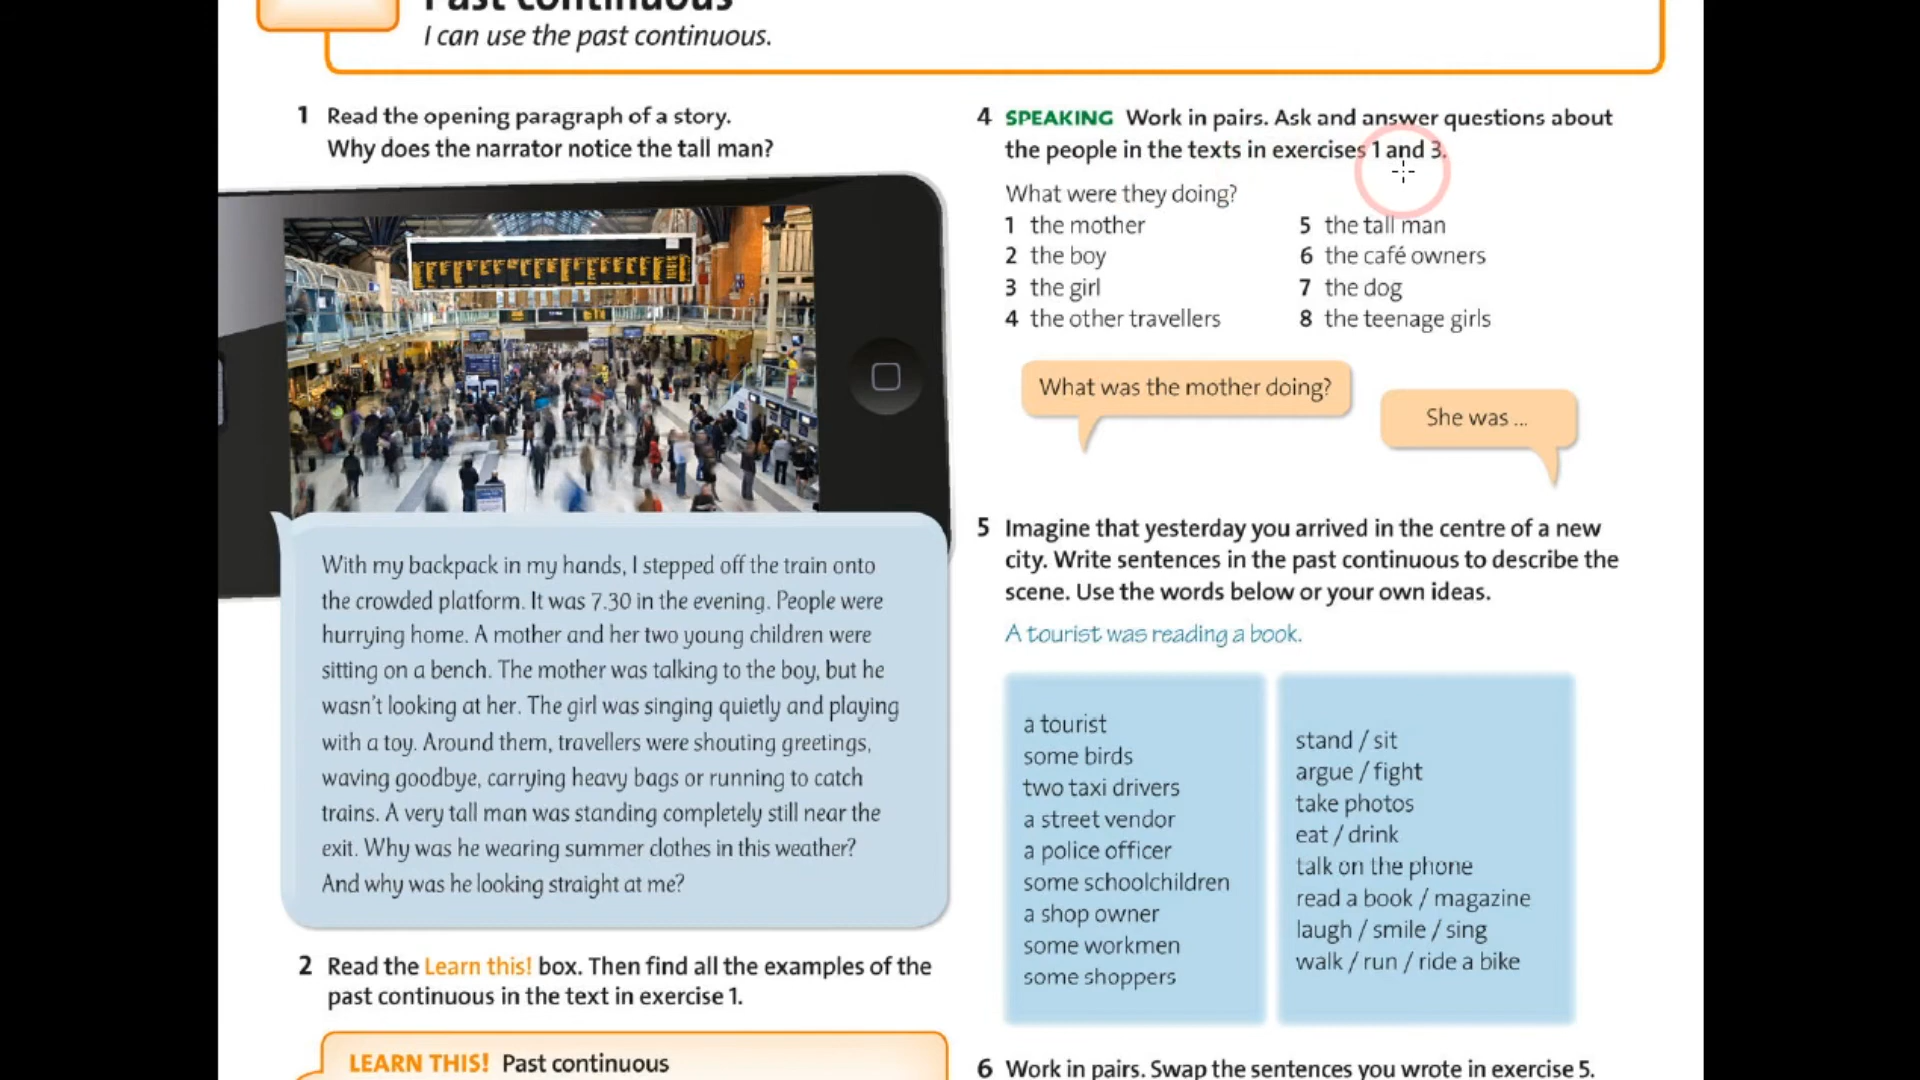 Past continuous
I can use the past continuous.
1 Read the opening paragraph of a story.
Why does the narrator notice the tall man?
With my backpack in my hands, I stepped off the train onto
the crowded platform. It was 7.30 in the evening. People were
hurrying home. A mother and her two young children were
sitting on a bench. The mother was talking to the boy, but he
wasn't looking at her. The girl was singing quietly and playing
with a toy. Around them, travellers were shouting greetings,
waving goodbye, carrying heavy bags or running to catch
trains. A very tall man was standing completely still near the
exit. Why was he wearing summer clothes in this weather?
And why was he looking straight at me?
2 Read the Learn this! box. Then find all the examples of the
past continuous in the text in exercise 1.
LEARN THIS! Past continuous
4 SPEAKING Work in pairs. Ask and answer questions about
the people in the texts in exercises 1 and 3.
What were they doing?
1 the mother
2 the boy
3 the girl
4 the other travellers
5 the tall man
6 the café owners
7 the dog
8 the teenage girls
What was the mother doing?
She was ...
5 Imagine that yesterday you arrived in the centre of a new
city. Write sentences in the past continuous to describe the
scene. Use the words below or your own ideas.
A tourist was reading a book.
a tourist
some birds
two taxi drivers
a street vendor
a police officer
some schoolchildren
a shop owner
some workmen
some shoppers
stand / sit
argue / fight
take photos
eat / drink
talk on the phone
read a book / magazine
laugh / smile / sing
walk / run / ride a bike
6 Work in pairs. Swap the sentences you wrote in exercise 5.